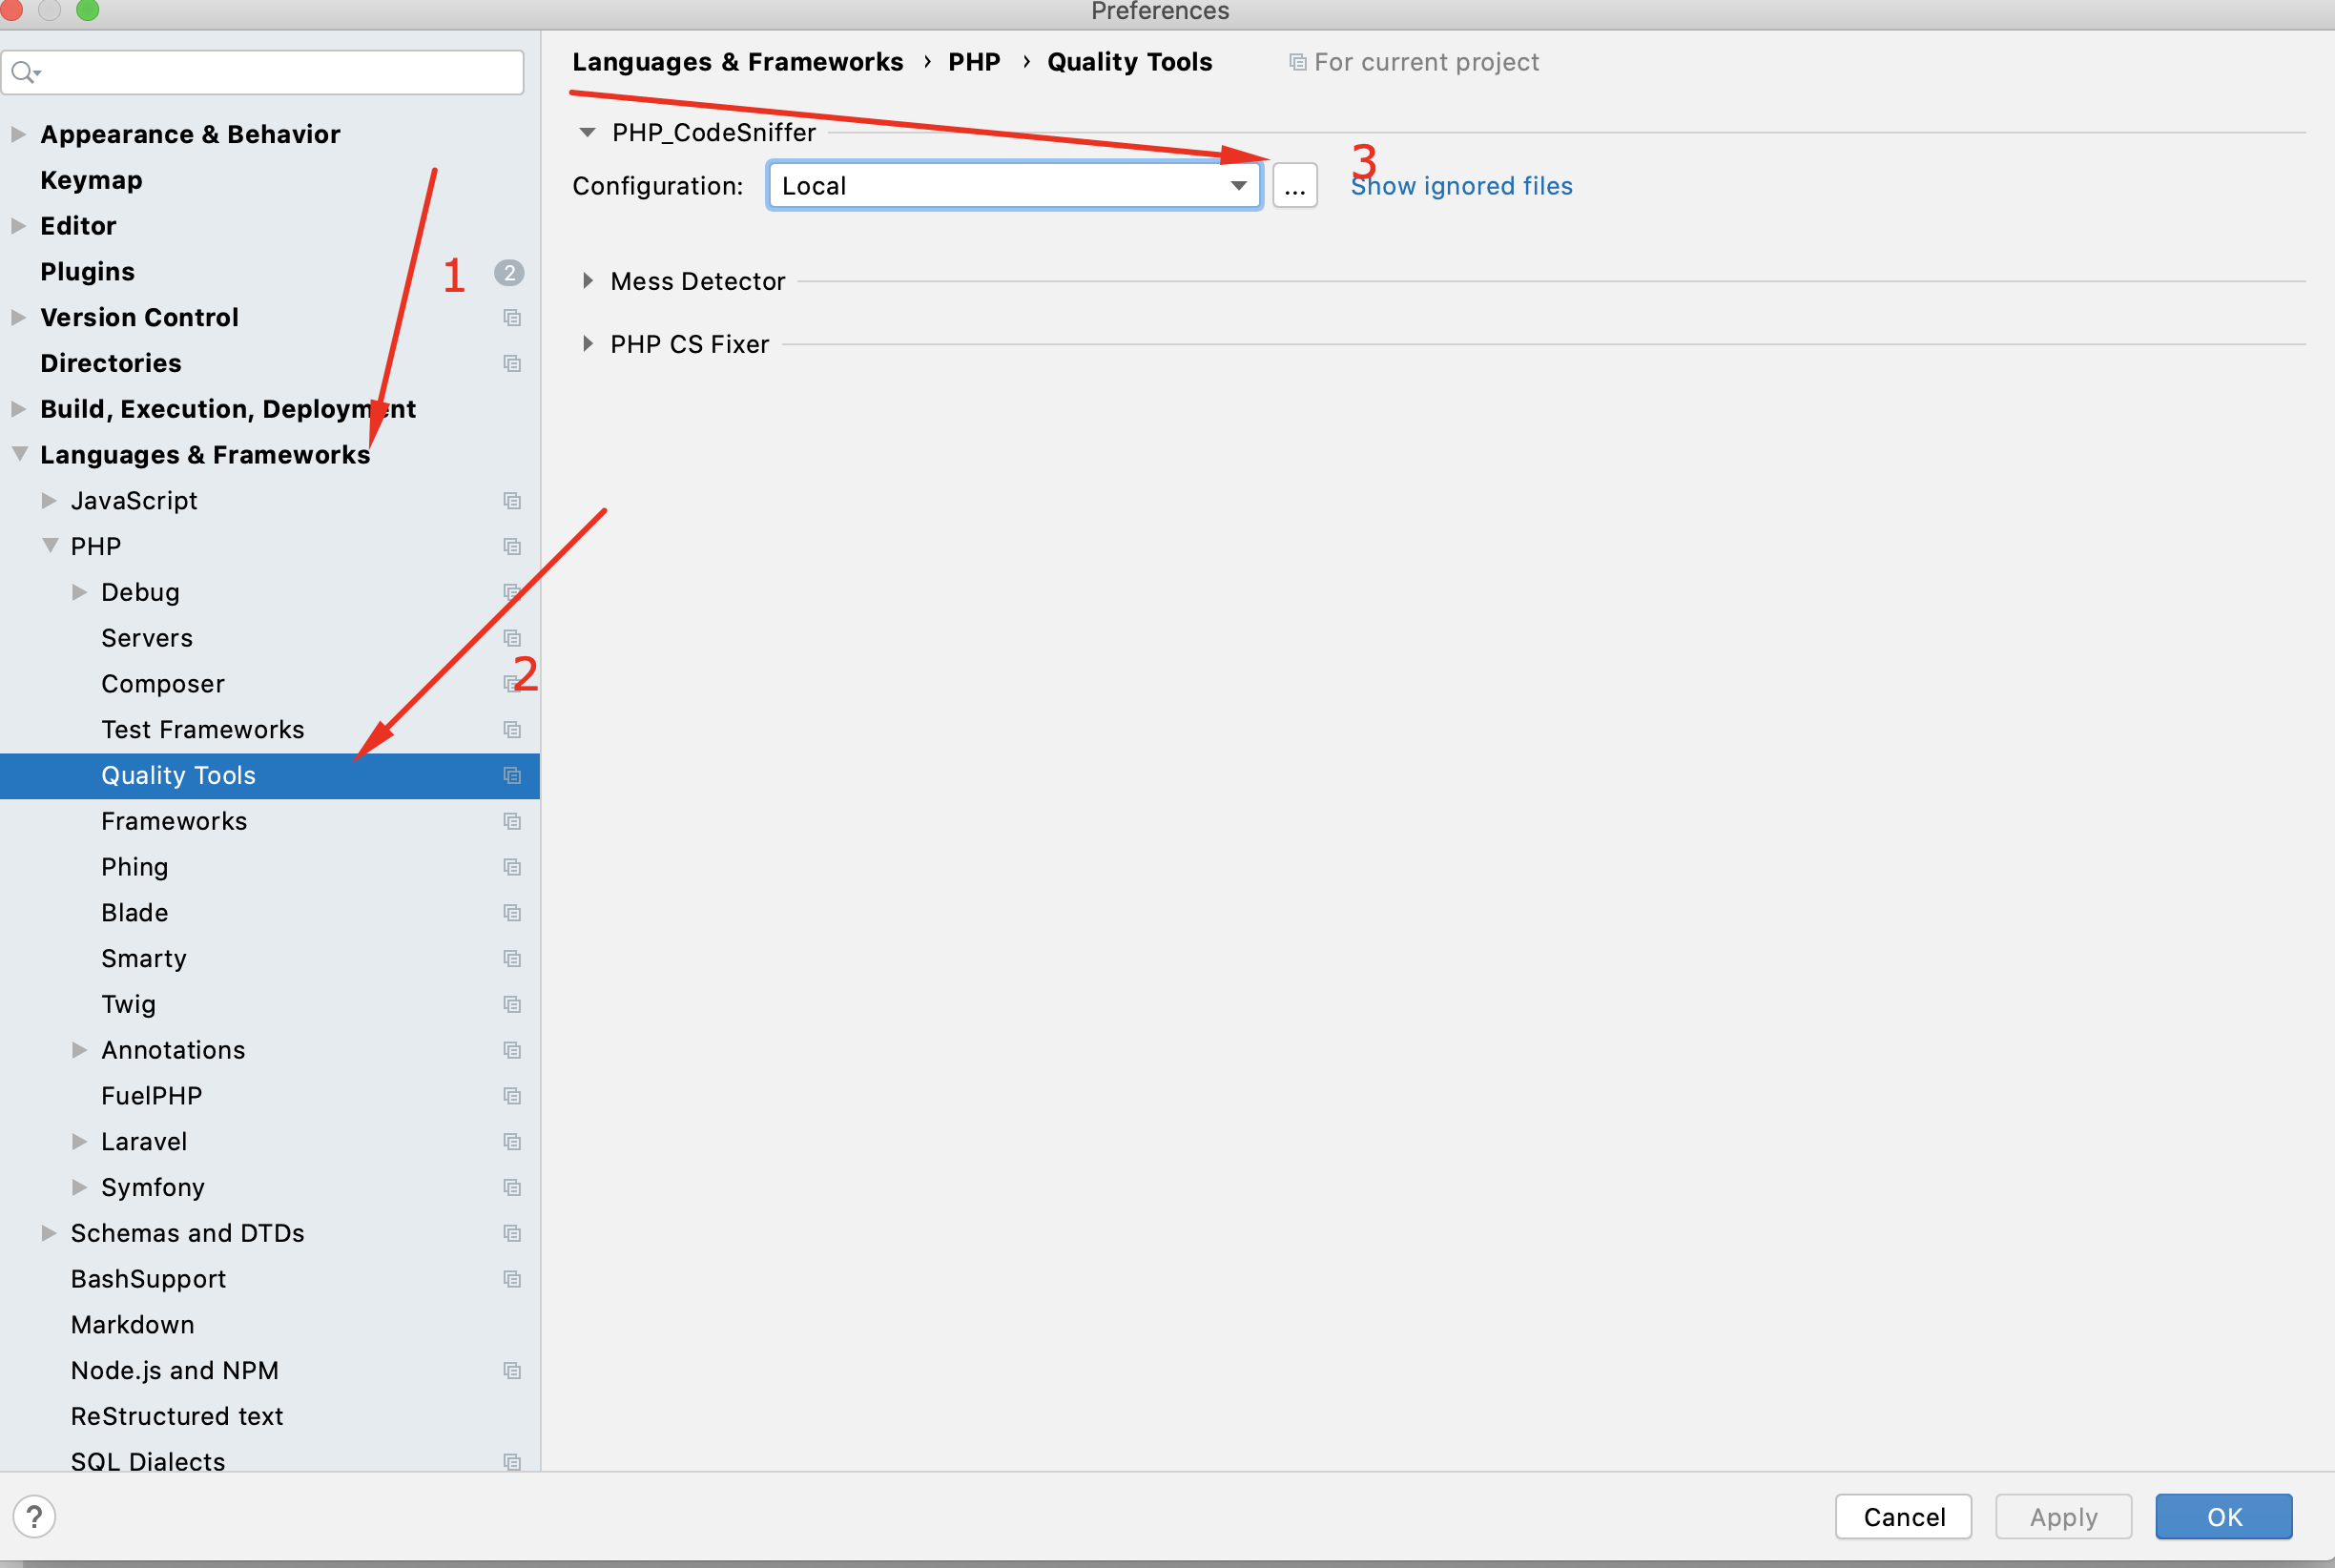 Preferences
Languages & Frameworks › PHP › Quality Tools For current project
Appearance & Behavior
Keymap
Editor
Plugins 2
Version Control
Directories
Build, Execution, Deployment
Languages & Frameworks
JavaScript
PHP
Debug
Servers
Composer
Test Frameworks
Quality Tools
Frameworks
Phing
Blade
Smarty
Twig
Annotations
FuelPHP
Laravel
Symfony
Schemas and DTDs
BashSupport
Markdown
Node.js and NPM
ReStructured text
SQL Dialects
1
2
PHP_CodeSniffer
3
Configuration: Local ... Show ignored files
Mess Detector
PHP CS Fixer
? Cancel Apply OK